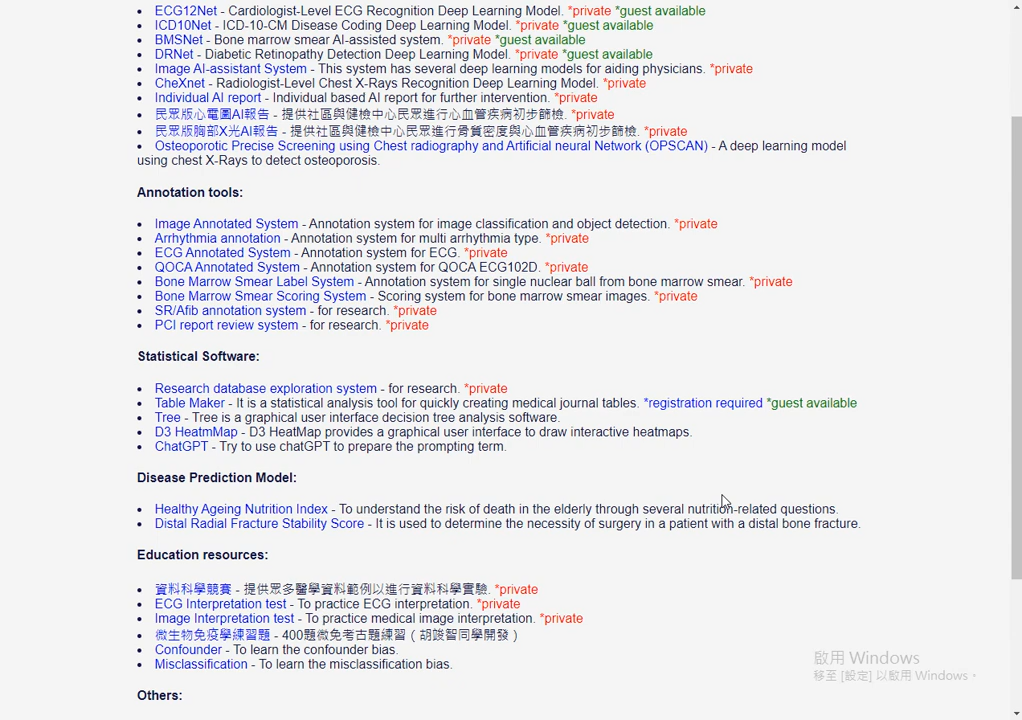 ECG12Net - Cardiologist-Level ECG Recognition Deep Learning Model. *private *guest available
ICD10Net - ICD-10-CM Disease Coding Deep Learning Model. *private *guest available
BMSNet - Bone marrow smear AI-assisted system. *private *guest available
DRNet - Diabetic Retinopathy Detection Deep Learning Model. *private *guest available
Image AI-assistant System - This system has several deep learning models for aiding physicians. *private
CheXnet - Radiologist-Level Chest X-Rays Recognition Deep Learning Model. *private
Individual AI report - Individual based AI report for further intervention. *private
民眾版心電圖AI報告 - 提供社區與健檢中心民眾進行心血管疾病初步篩檢. *private
民眾版胸部X光AI報告 - 提供社區與健檢中心民眾進行骨質密度與心血管疾病初步篩檢. *private
Osteoporotic Precise Screening using Chest radiography and Artificial neural Network (OPSCAN) - A deep learning model
using chest X-Rays to detect osteoporosis.
Annotation tools:
Image Annotated System - Annotation system for image classification and object detection. *private
Arrhythmia annotation - Annotation system for multi arrhythmia type. *private
ECG Annotated System - Annotation system for ECG. *private
QOCA Annotated System - Annotation system for QOCA ECG102D. *private
Bone Marrow Smear Label System - Annotation system for single nuclear ball from bone marrow smear. *private
Bone Marrow Smear Scoring System - Scoring system for bone marrow smear images. *private
SR/Afib annotation system - for research. *private
PCI report review system - for research. *private
Statistical Software:
Research database exploration system - for research. *private
Table Maker - It is a statistical analysis tool for quickly creating medical journal tables. *registration required *guest available
Tree - Tree is a graphical user interface decision tree analysis software.
D3 HeatmMap - D3 HeatMap provides a graphical user interface to draw interactive heatmaps.
ChatGPT - Try to use chatGPT to prepare the prompting term.
Disease Prediction Model:
Healthy Ageing Nutrition Index - To understand the risk of death in the elderly through several nutrition-related questions.
Distal Radial Fracture Stability Score - It is used to determine the necessity of surgery in a patient with a distal bone fracture.
Education resources:
資料科學競賽 - 提供眾多醫學資料範例以進行資料科學實驗. *private
ECG Interpretation test - To practice ECG interpretation. *private
Image Interpretation test - To practice medical image interpretation. *private
微生物免疫學練習題 - 400題微免考古題練習（胡竣智同學開發）
Confounder - To learn the confounder bias.
Misclassification - To learn the misclassification bias.
Others:
啟用 Windows
移至 [設定] 以啟用 Windows。